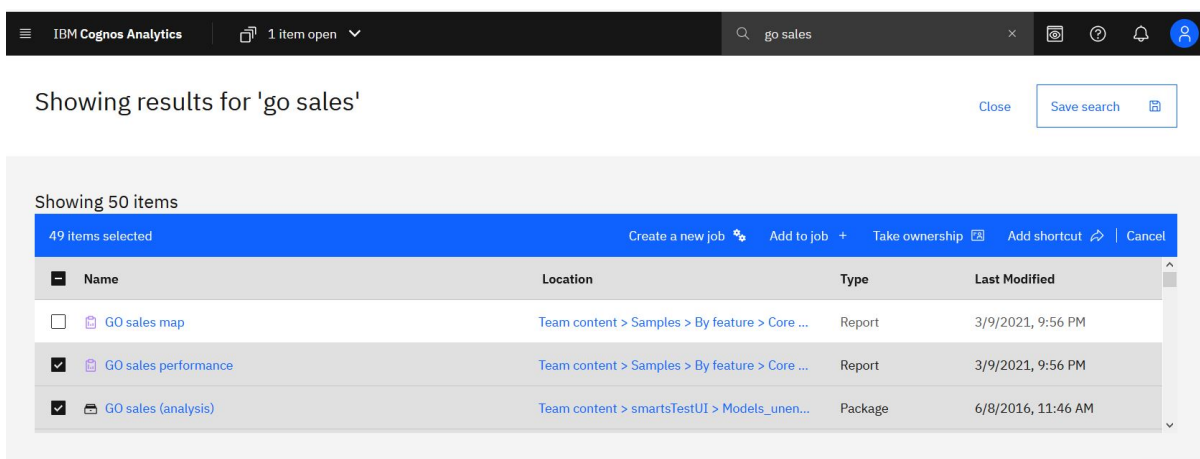 IBM Cognos Analytics 1 item open go sales
Showing results for 'go sales' Close Save search
Showing 50 items
49 items selected Create a new job Add to job + Take ownership Add shortcut | Cancel
Name Location Type Last Modified
GO sales map Team content > Samples > By feature > Core ... Report 3/9/2021, 9:56 PM
GO sales performance Team content > Samples > By feature > Core ... Report 3/9/2021, 9:56 PM
GO sales (analysis) Team content > smartsTestUI > Models_unen... Package 6/8/2016, 11:46 AM